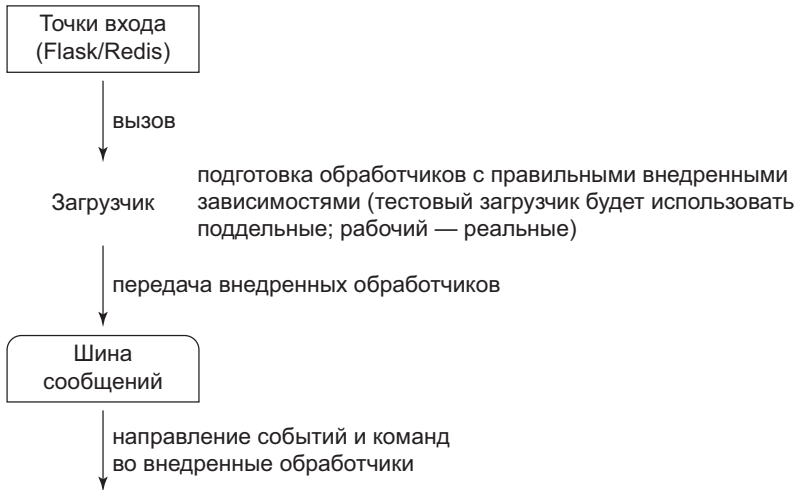 Точки входа
(Flask/Redis)
вызов
Загрузчик
подготовка обработчиков с правильными внедренными
зависимостями (тестовый загрузчик будет использовать
поддельные; рабочий — реальные)
передача внедренных обработчиков
Шина
сообщений
направление событий и команд
во внедренные обработчики